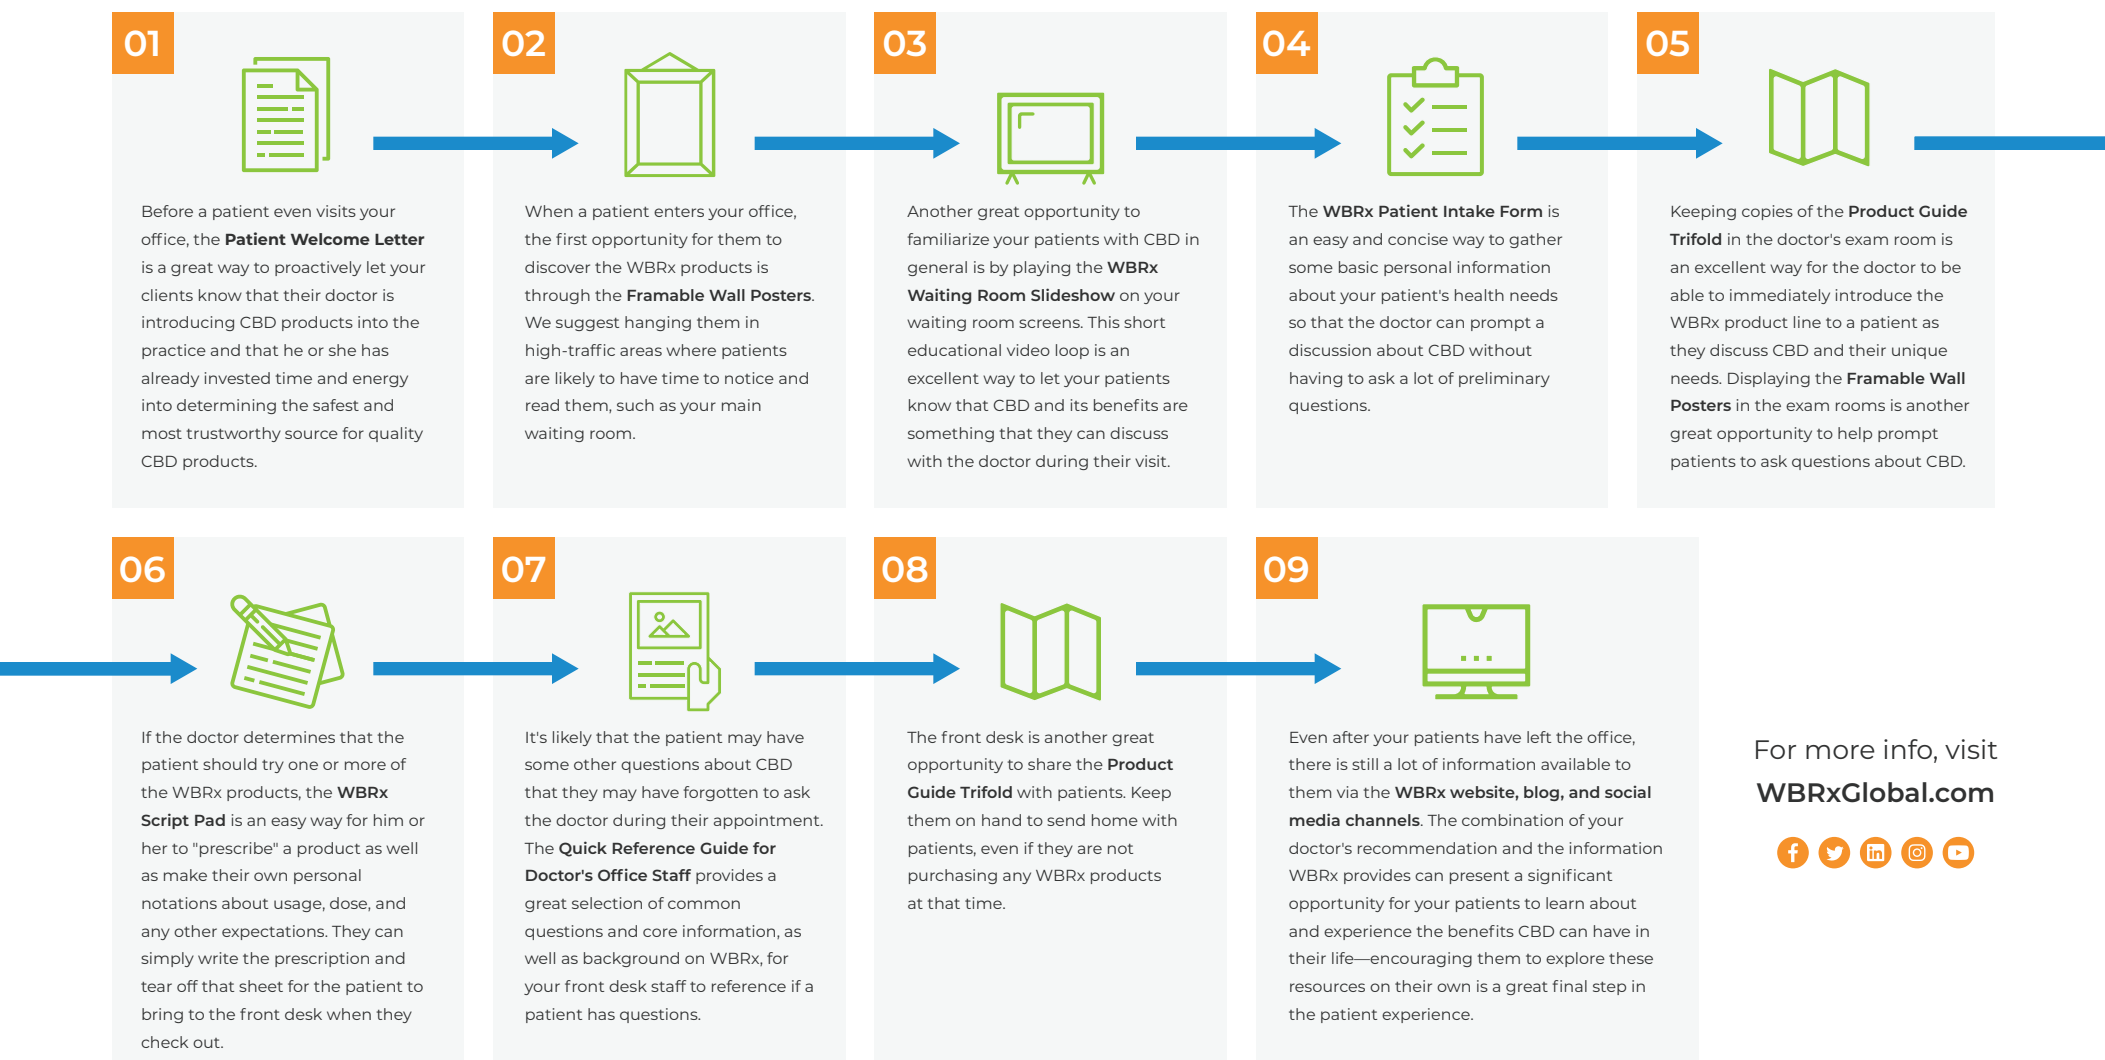 01
Before a patient even visits your
office, the Patient Welcome Letter
is a great way to proactively let your
clients know that their doctor is
introducing CBD products into the
practice and that he or she has
already invested time and energy
into determining the safest and
most trustworthy source for quality
CBD products.
02
When a patient enters your office,
the first opportunity for them to
discover the WBRx products is
through the Framable Wall Posters.
We suggest hanging them in
high-traffic areas where patients
are likely to have time to notice and
read them, such as your main
waiting room.
03
Another great opportunity to
familiarize your patients with CBD in
general is by playing the WBRx
Waiting Room Slideshow on your
waiting room screens. This short
educational video loop is an
excellent way to let your patients
know that CBD and its benefits are
something that they can discuss
with the doctor during their visit.
04
The WBRx Patient Intake Form is
an easy and concise way to gather
some basic personal information
about your patient's health needs
so that the doctor can prompt a
discussion about CBD without
having to ask a lot of preliminary
questions.
05
Keeping copies of the Product Guide
Trifold in the doctor's exam room is
an excellent way for the doctor to be
able to immediately introduce the
WBRx product line to a patient as
they discuss CBD and their unique
needs. Displaying the Framable Wall
Posters in the exam rooms is another
great opportunity to help prompt
patients to ask questions about CBD.
06
If the doctor determines that the
patient should try one or more of
the WBRx products, the WBRx
Script Pad is an easy way for him or
her to "prescribe" a product as well
as make their own personal
notations about usage, dose, and
any other expectations. They can
simply write the prescription and
tear off that sheet for the patient to
bring to the front desk when they
check out.
07
It's likely that the patient may have
some other questions about CBD
that they may have forgotten to ask
the doctor during their appointment.
The Quick Reference Guide for
Doctor's Office Staff provides a
great selection of common
questions and core information, as
well as background on WBRx, for
your front desk staff to reference if a
patient has questions.
08
The front desk is another great
opportunity to share the Product
Guide Trifold with patients. Keep
them on hand to send home with
patients, even if they are not
purchasing any WBRx products
at that time.
09
Even after your patients have left the office,
there is still a lot of information available to
them via the WBRx website, blog, and social
media channels. The combination of your
doctor's recommendation and the information
WBRx provides can present a significant
opportunity for your patients to learn about
and experience the benefits CBD can have in
their life—encouraging them to explore these
resources on their own is a great final step in
the patient experience.
For more info, visit
WBRxGlobal.com